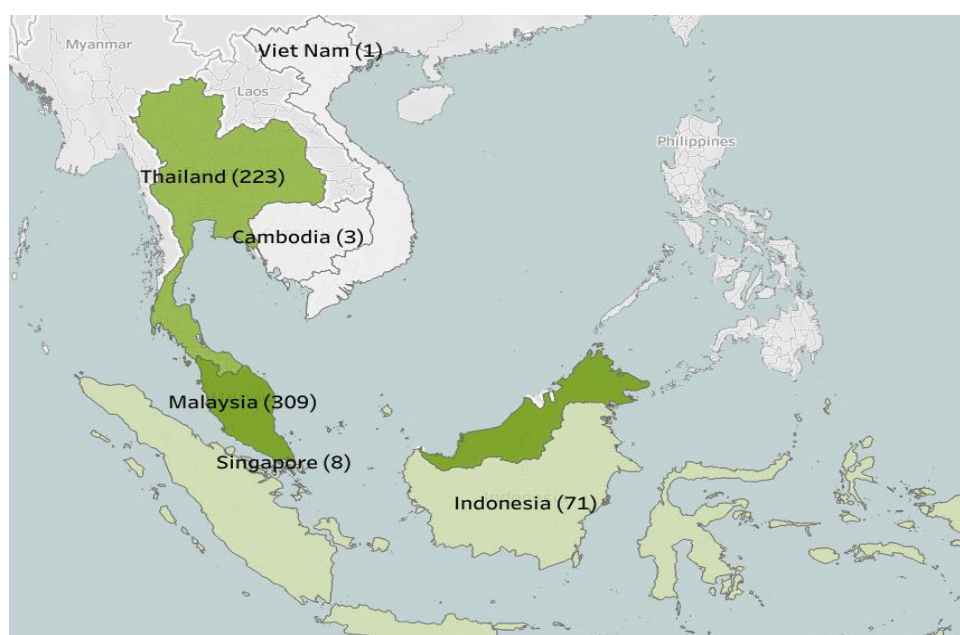 Viet Nam (1)
Myanmar
Laos
Philippines
Thailand (223)
Cambodia (3)
Malaysia (309)
Singapore (8)
Indonesia (71)